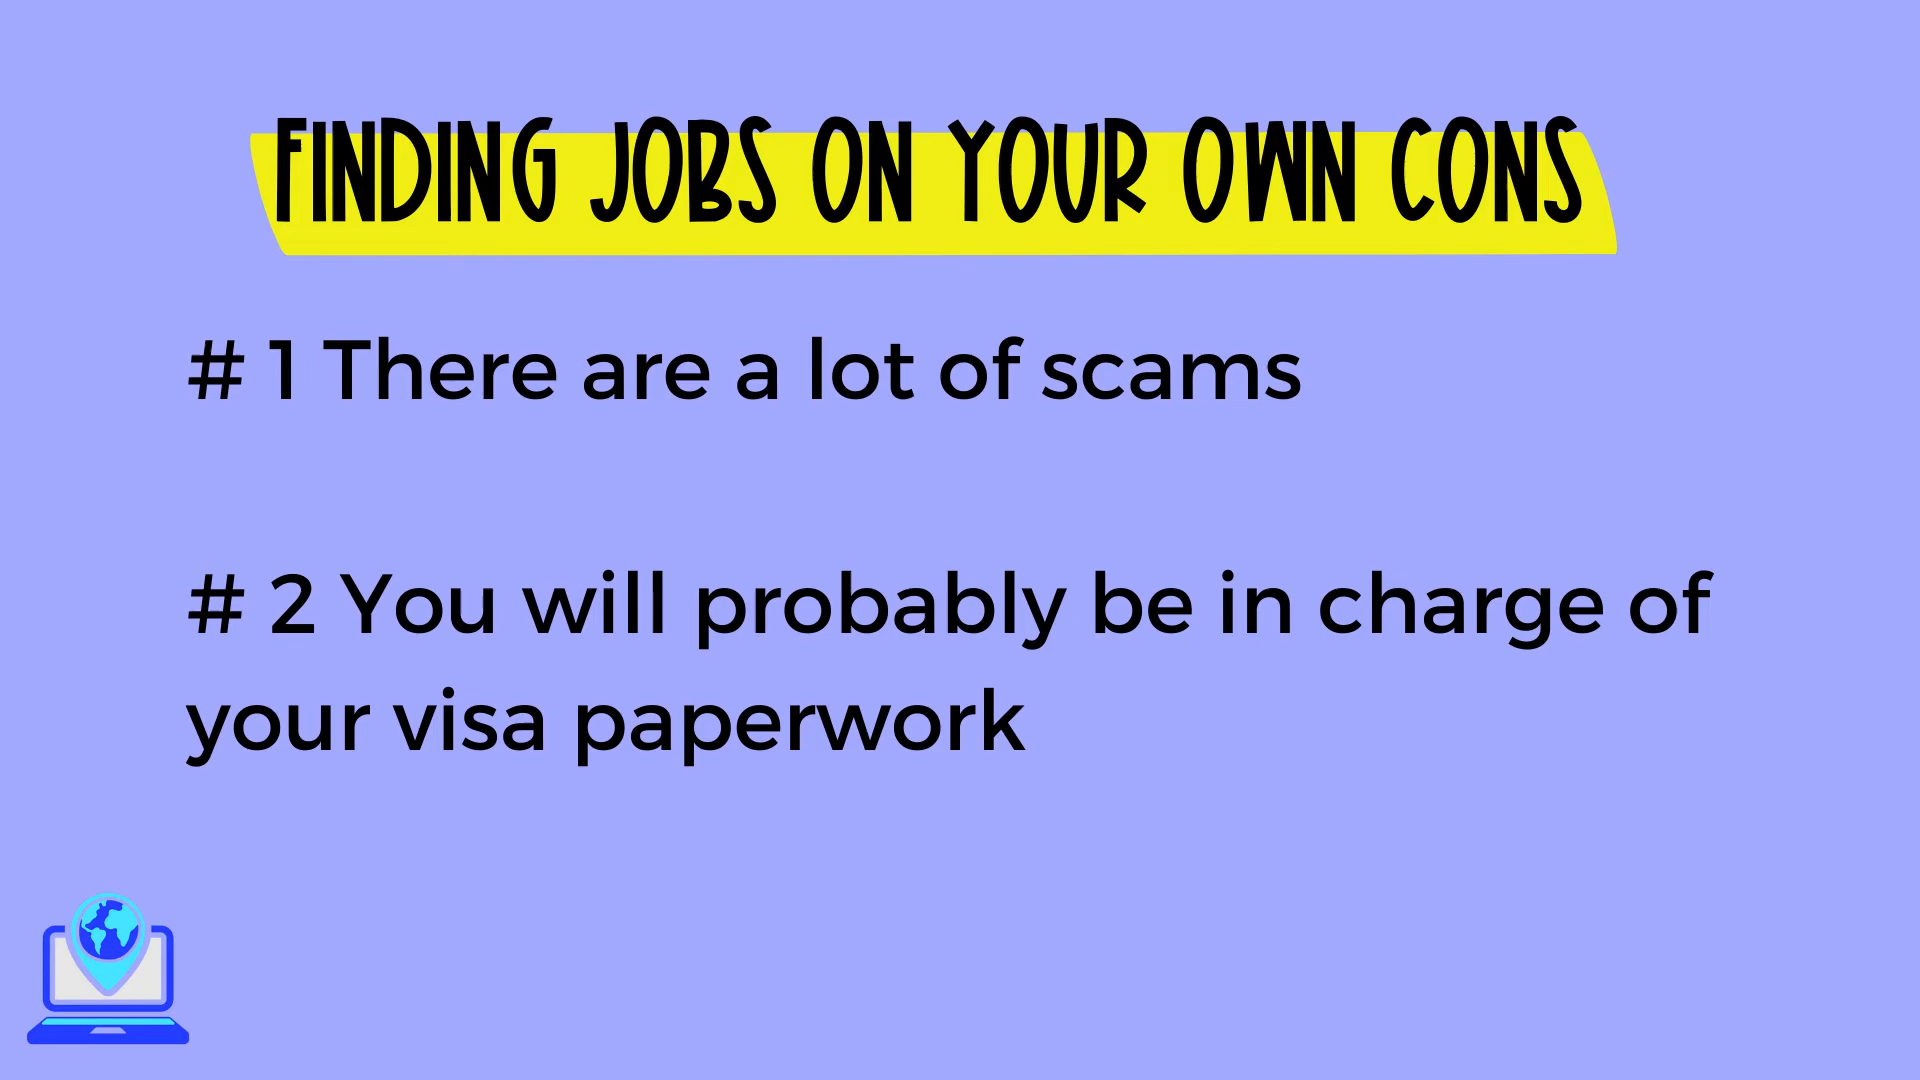 FINDING JOBS ON YOUR OWN CONS
# 1 There are a lot of scams
# 2 You will probably be in charge of
your visa paperwork